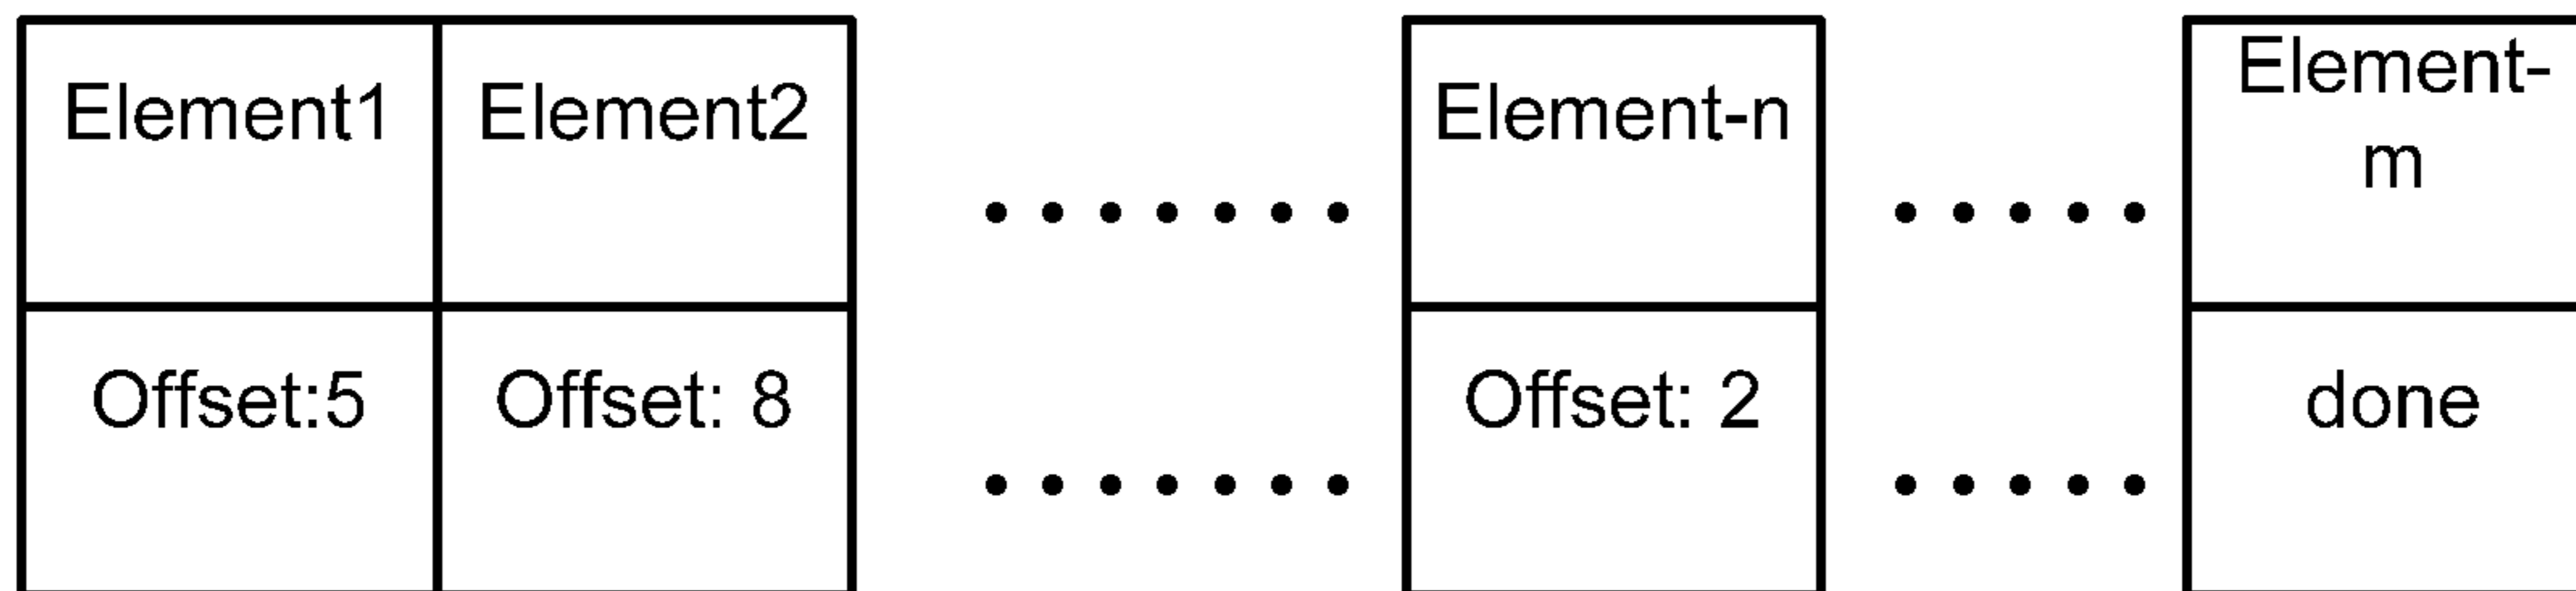 Element1 Element2 Element-n Element-
m
Offset:5 Offset: 8 Offset: 2 done